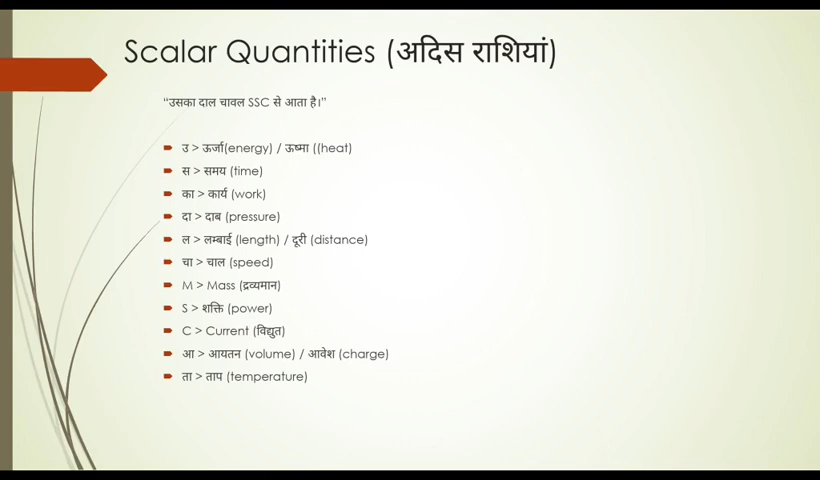 Scalar Quantities (अदिस राशियां)
“उसका दाल चावल SSC से आता है।”
उ > ऊर्जा(energy) / ऊष्मा ((heat)
स > समय (time)
का > कार्य (work)
दा > दाब (pressure)
ल > लम्बाई (length) / दूरी (distance)
चा > चाल (speed)
M > Mass (द्रव्यमान)
S > शक्ति (power)
C > Current (विद्युत)
आ > आयतन (volume) / आवेश (charge)
ता > ताप (temperature)